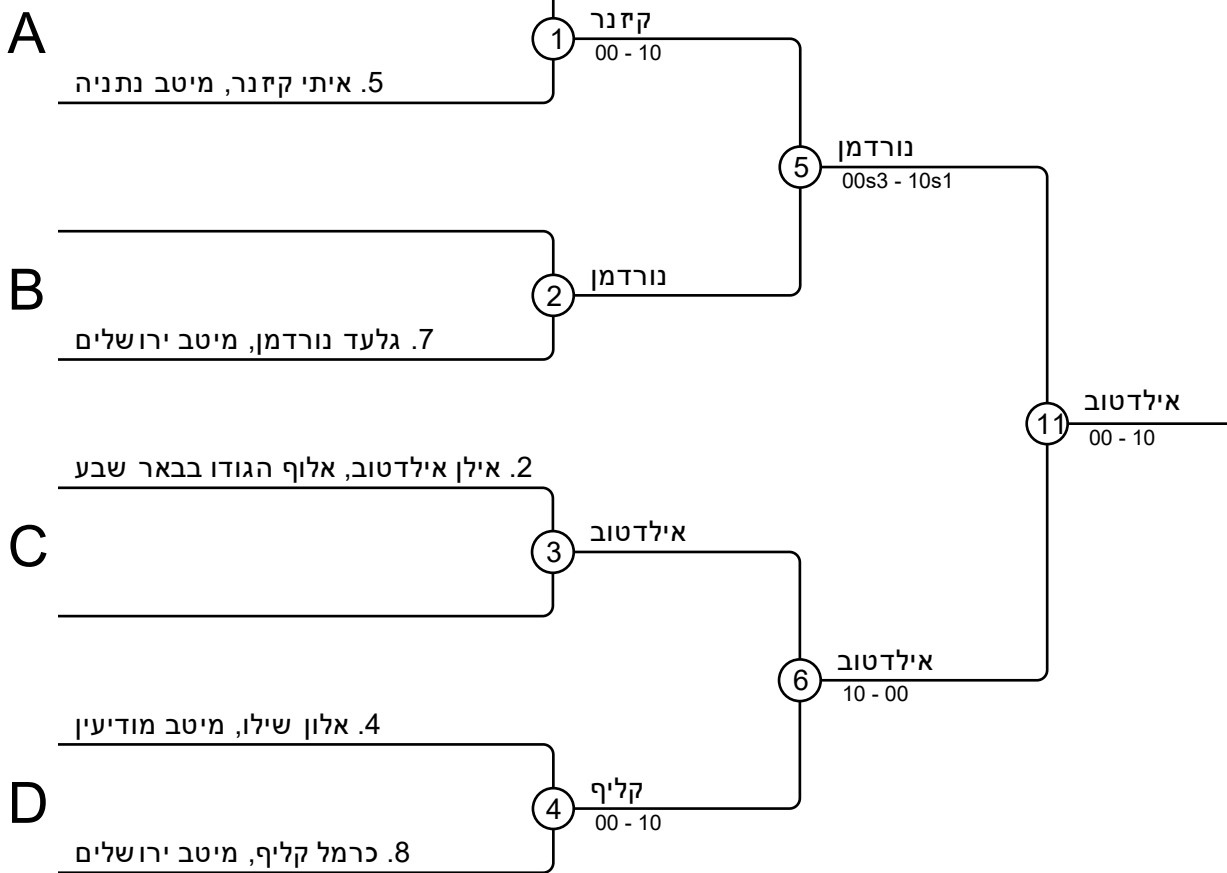 A
1
קיזנר
00 - 10
5. איתי קיזנר, מיטב נתניה
5
נורדמן
00s3 - 10s1
B
2
נורדמן
7. גלעד נורדמן, מיטב ירושלים
11
אילדטוב
00 - 10
2. אילן אילדטוב, אלוף הגודו בבאר שבע
C
3
אילדטוב
6
אילדטוב
10 - 00
4. אלון שילו, מיטב מודיעין
D
4
קליף
00 - 10
8. כרמל קליף, מיטב ירושלים